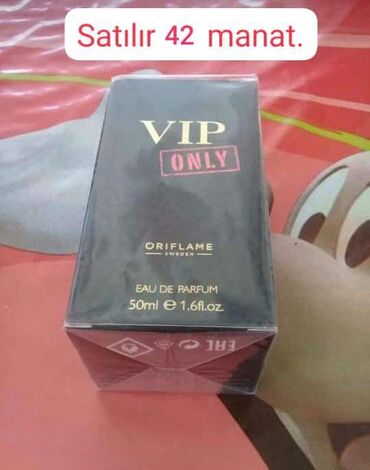 Satılır 42 manat.
VIP
ONLY
ORIFLAME
SWEDEN
EAU DE PARFUM
50ml ℮ 1.6fl.oz.
EAC